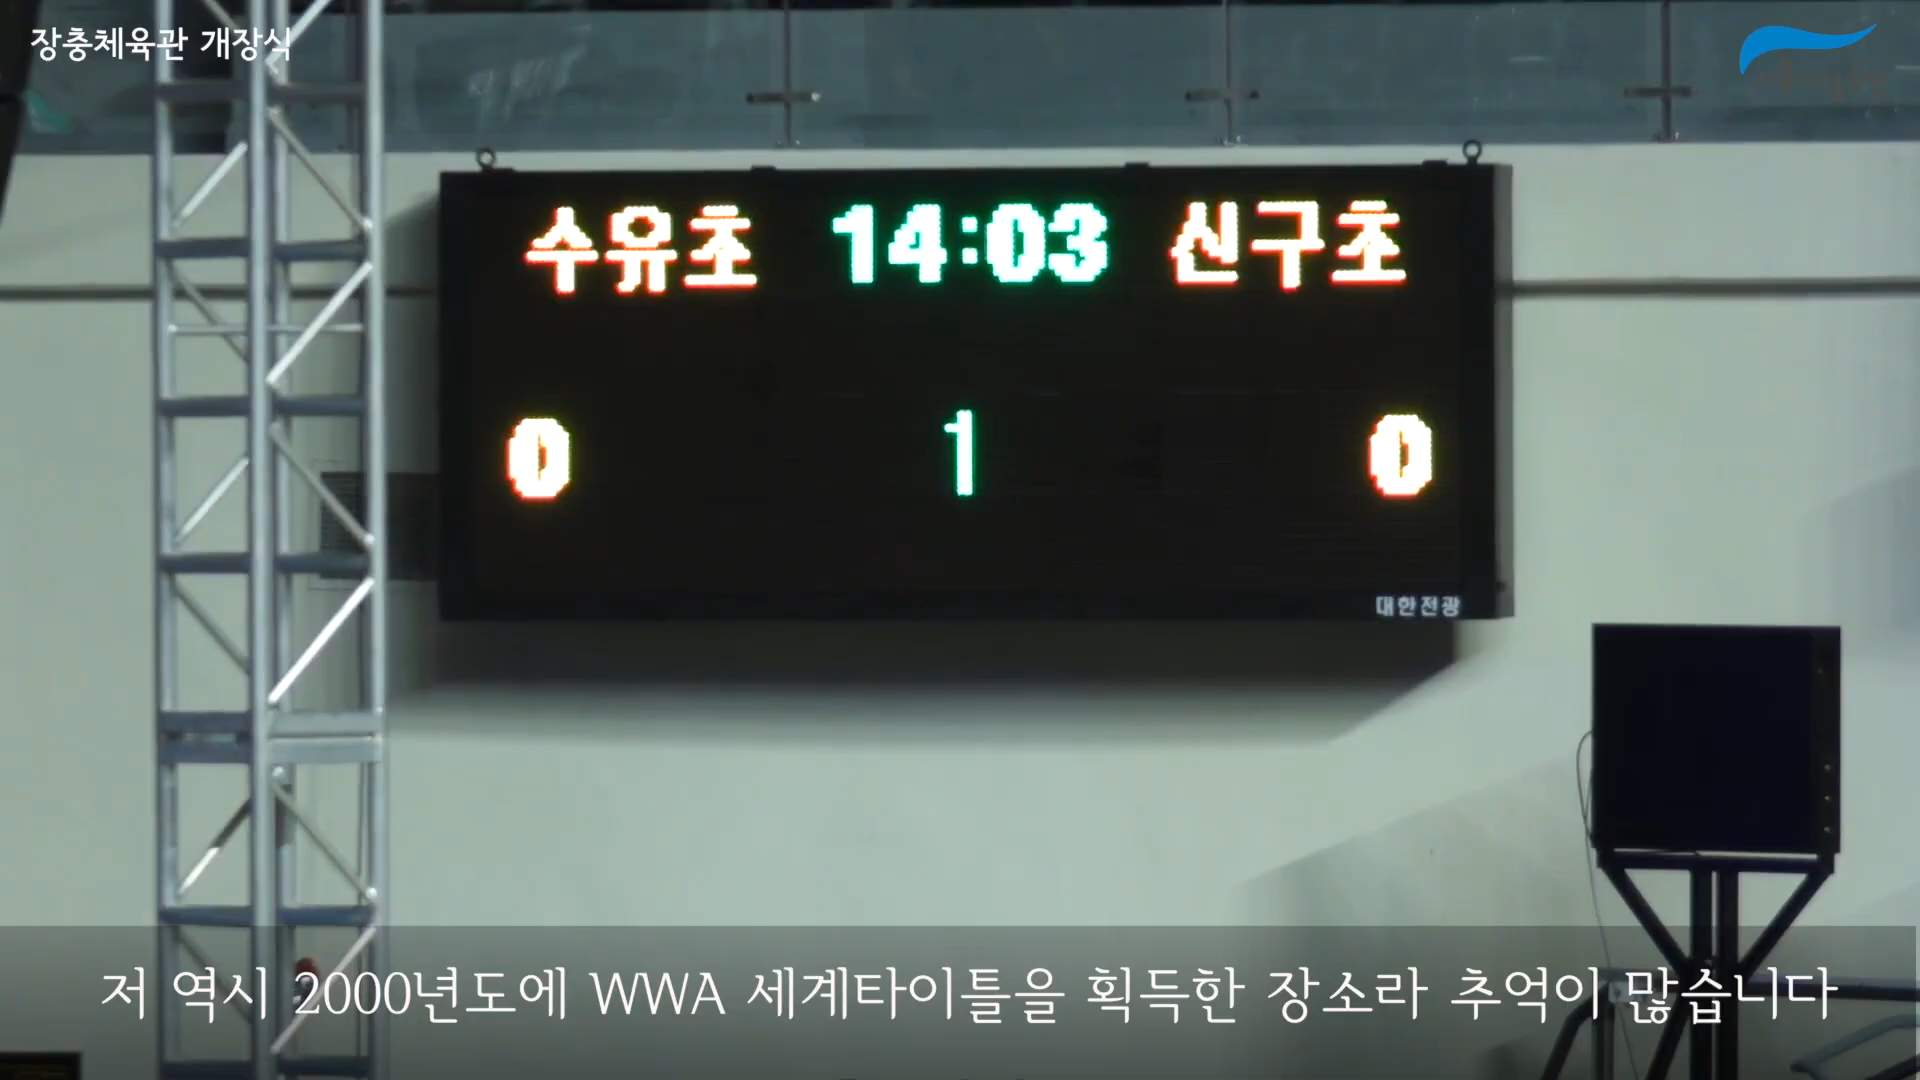 장충체육관 개장식
수유초 14:03 신구초
0 1 0
대한전광
저 역시 2000년도에 WWA 세계타이틀을 획득한 장소라 추억이 많습니다